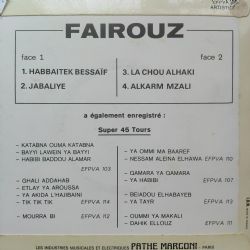 FAIROUZ
face 1
face 2
1. HABBAITEK BESSAÏF
3. LA CHOU ALHAKI
2. JABALIYE
4. ALKARM MZALI
a également enregistré :
Super 45 Tours
- KATABNA OUMA KATABNA
- BAYYI LAWEIN YA BAYYI
- HABIBI BADDOU ALAMAR
EFPVA 103
- GHALI ADDAHAB
- ETLAY YA AROUSSA
- YA AKIDA L'HAJIBAINI
- TIK TIK TIK EFPVA 114
- MOURRA BI EFPVA 112
- YA OMMI MA BAAREF
- NESSAM ALEINA ELHAWA EFPVA 110
- QAMARA YA QAMARA
- YA HABIBI EFPVA 107
- BEIADOU ELHABAYEB
- YA TAYR EFPVA 113
- OUMMI YA MAKALI
- DAHIK ELLOUZ EFPVA 111
LES INDUSTRIES MUSICALES ET ELECTRIQUES PATHE MARCONI - PARIS